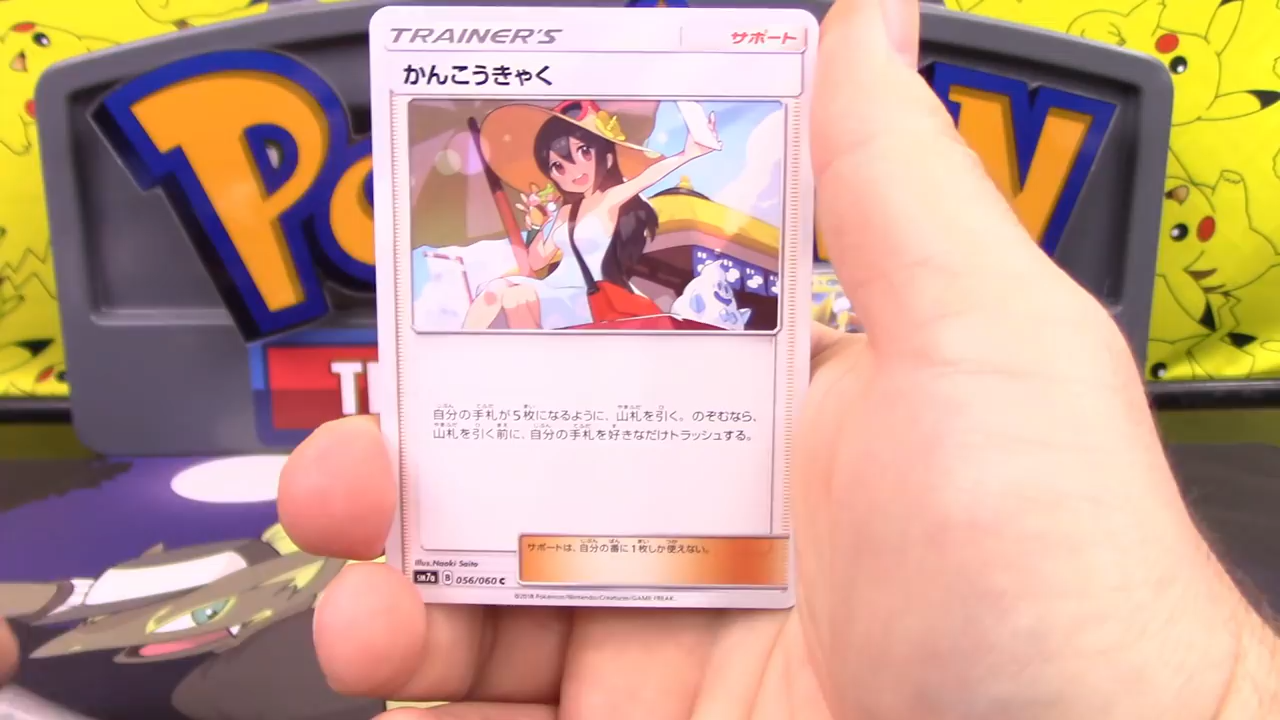 TRAINER'S
サポート
かんこうきゃく
自分の手札が5枚になるように、山札を引く。のぞむなら、
山札を引く前に、自分の手札を好きなだけトラッシュする。
サポートは、自分の番に1枚しか使えない。
Illus. Naoki Saito
SM7a B 056/060 C
©2018 Pokémon/Nintendo/Creatures/GAME FREAK.